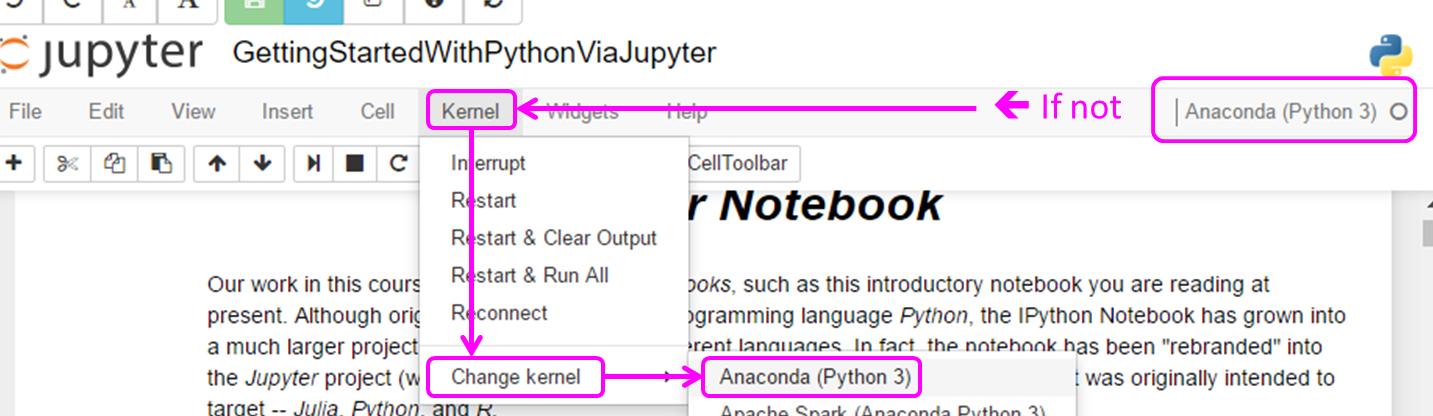 A A
jupyter GettingStartedWithPythonViaJupyter
File Edit View Insert Cell Kernel Widgets Help 🡸 If not Anaconda (Python 3)
Interrupt
CellToolbar
Restart
r Notebook
Restart & Clear Output
Restart & Run All
Our work in this cours ooks, such as this introductory notebook you are reading at
Reconnect
present. Although orig ogramming language Python, the IPython Notebook has grown into
a much larger project erent languages. In fact, the notebook has been "rebranded" into
Change kernel Anaconda (Python 3)
the Jupyter project (w t was originally intended to
target -- Julia, Python, and R.
Apache Spark (Anaconda Python 3)